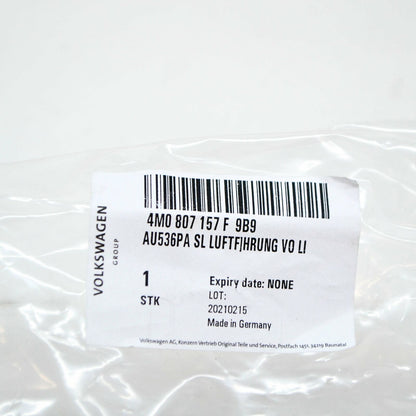 VOLKSWAGEN
GROUP
4M0 807 157 F 9B9
AU536PA SL LUFTF|HRUNG VO LI
1
STK
Expiry date: NONE
LOT:
20210215
Made in Germany
Volkswagen AG, Konzern Vertrieb Original Teile und Service, Postfach 1451, 34219 Baunatal